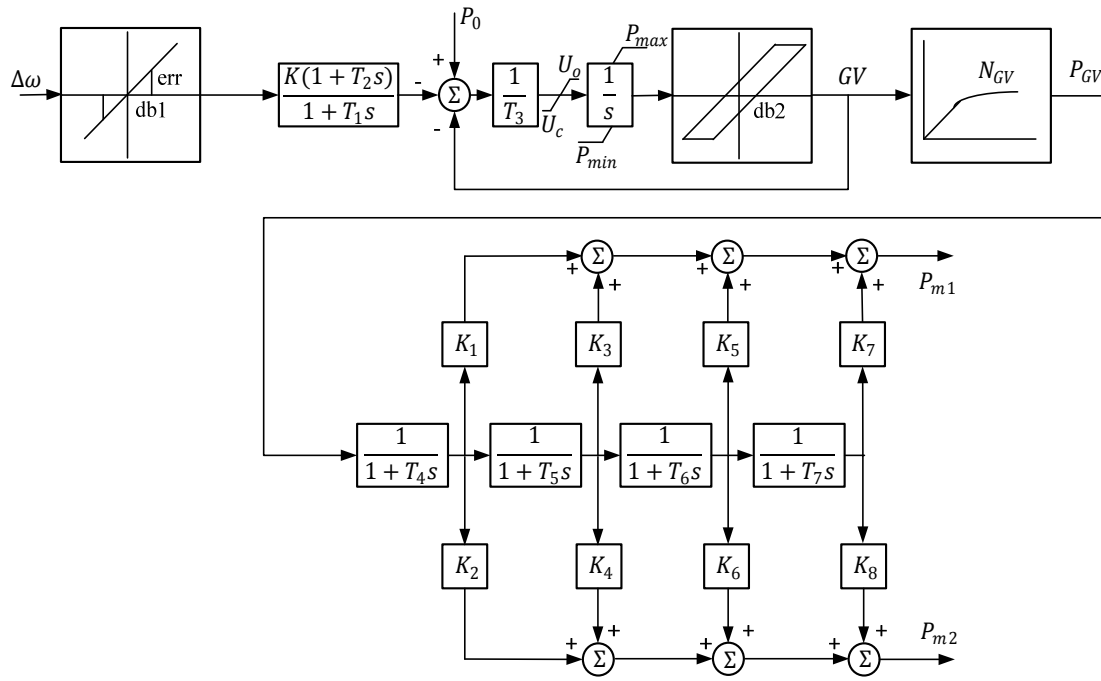 Δω
err
db1
K(1 + T₂s)
1 + T₁s
P₀
+
-
-
Σ
1
T₃
U₀
U_c
P_max
1
s
P_min
db2
GV
N_GV
P_GV
Σ
Σ
Σ
+
+
+
+
+
+
P_m1
K₁
K₃
K₅
K₇
1
1 + T₄s
1
1 + T₅s
1
1 + T₆s
1
1 + T₇s
K₂
K₄
K₆
K₈
+
+
+
+
+
+
P_m2
Σ
Σ
Σ